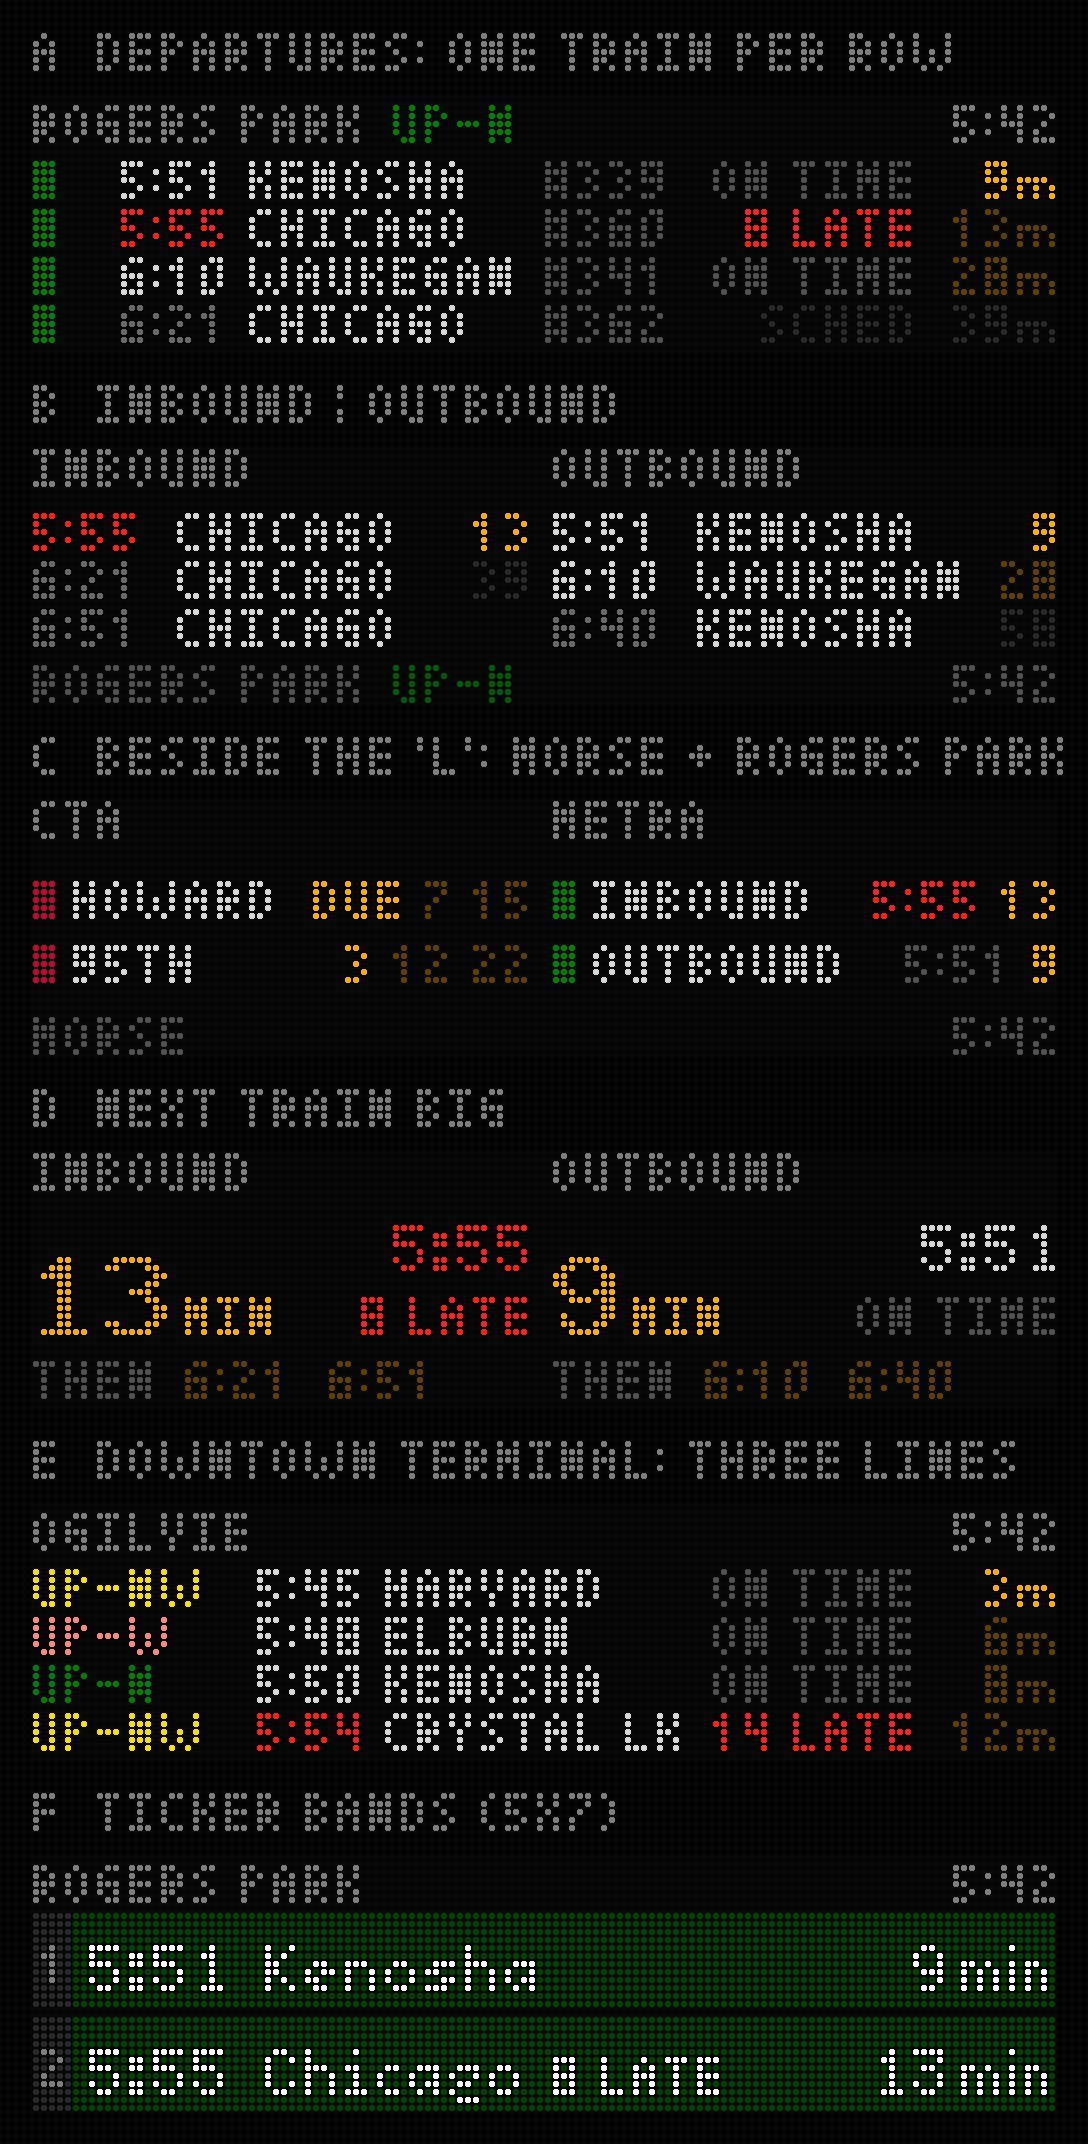 A DEPARTURES: ONE TRAIN PER ROW
ROGERS PARK UP-N 5:42
5:51 KENOSHA N339 ON TIME 9m
5:55 CHICAGO N360 8 LATE 13m
6:10 WAUKEGAN N341 ON TIME 28m
6:21 CHICAGO N362 SCHED 39m
B INBOUND | OUTBOUND
INBOUND OUTBOUND
5:55 CHICAGO 13 5:51 KENOSHA 9
6:21 CHICAGO 39 6:10 WAUKEGAN 28
6:51 CHICAGO 6:40 KENOSHA 58
ROGERS PARK UP-N 5:42
C BESIDE THE 'L': MORSE + ROGERS PARK
CTA METRA
HOWARD DUE 7 15 INBOUND 5:55 13
95TH 3 12 22 OUTBOUND 5:51 9
MORSE 5:42
D NEXT TRAIN BIG
INBOUND OUTBOUND
13 MIN 5:55 8 LATE 9 MIN 5:51 ON TIME
THEN 6:21 6:51 THEN 6:10 6:40
E DOWNTOWN TERMINAL: THREE LINES
OGILVIE 5:42
UP-NW 5:45 HARVARD ON TIME 3m
UP-W 5:48 ELBURN ON TIME 6m
UP-N 5:50 KENOSHA ON TIME 8m
UP-NW 5:54 CRYSTAL LK 14 LATE 12m
F TICKER BANDS (5X7)
ROGERS PARK 5:42
1 5:51 Kenosha 9min
2 5:55 Chicago 8 LATE 13min